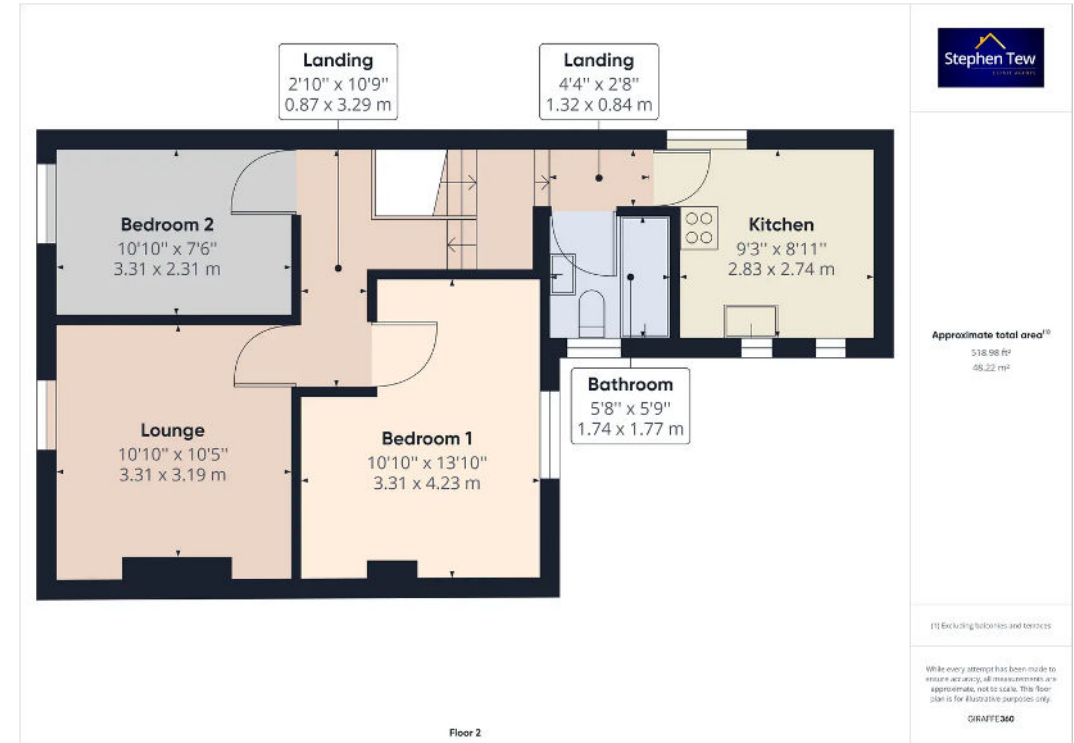 Landing
2'10" x 10'9"
0.87 x 3.29 m
Landing
4'4" x 2'8"
1.32 x 0.84 m
Bedroom 2
10'10" x 7'6"
3.31 x 2.31 m
Kitchen
9'3" x 8'11"
2.83 x 2.74 m
Bathroom
5'8" x 5'9"
1.74 x 1.77 m
Lounge
10'10" x 10'5"
3.31 x 3.19 m
Bedroom 1
10'10" x 13'10"
3.31 x 4.23 m
Floor 2
Stephen Tew
ESTATE AGENTS
Approximate total area(1)
518.98 ft²
48.22 m²
(1) Excluding balconies and terraces
While every attempt has been made to
ensure accuracy, all measurements are
approximate, not to scale. This floor
plan is for illustrative purposes only.
GIRAFFE360